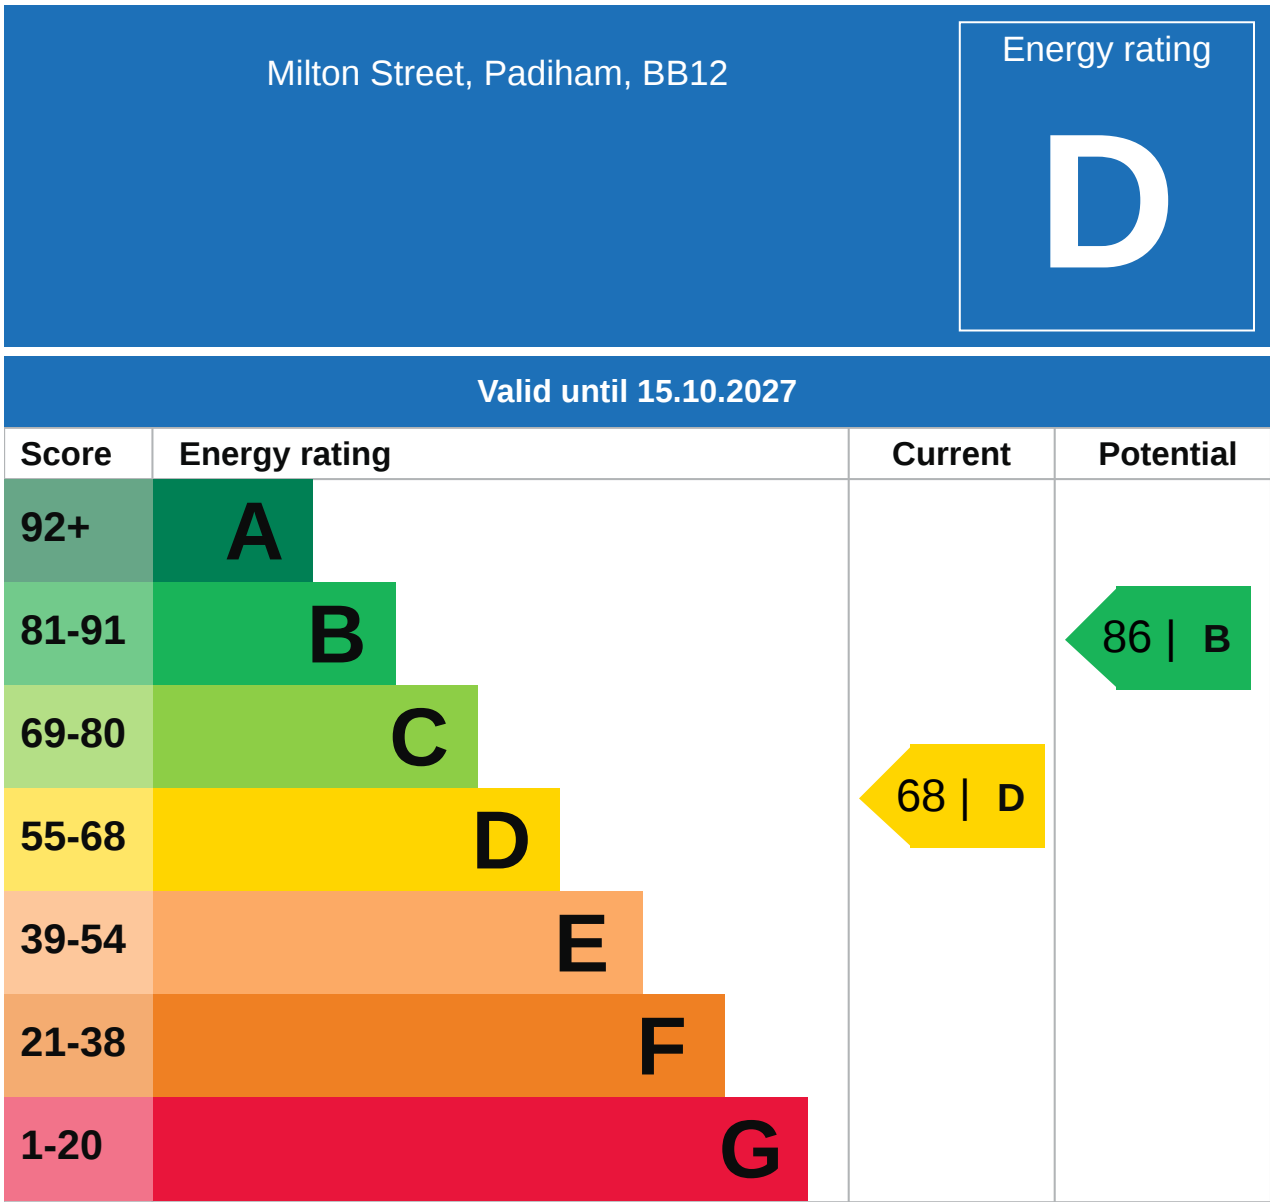 Milton Street, Padiham, BB12
Energy rating
D
Valid until 15.10.2027
Score Energy rating Current Potential
92+ A
81-91 B 86 | B
69-80 C
55-68 D 68 | D
39-54 E
21-38 F
1-20 G